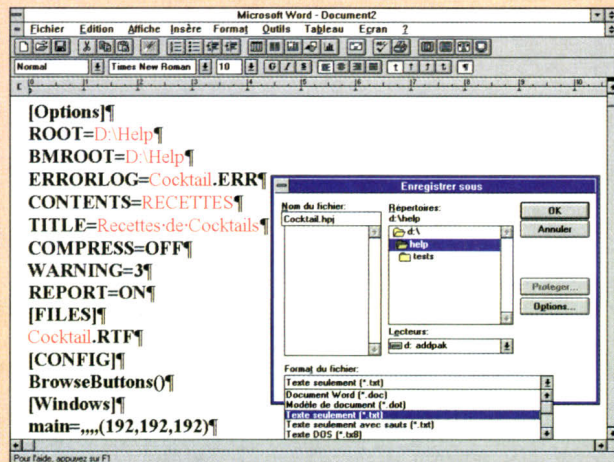 Microsoft Word - Document2
Fichier Edition Affiche Insère Format Outils Tableau Ecran ?
Normal Times New Roman 10 G I S
[Options]¶
ROOT=D:\Help¶
BMROOT=D:\Help¶
ERRORLOG=Cocktail.ERR¶
CONTENTS=RECETTES¶
TITLE=Recettes·de·Cocktails¶
COMPRESS=OFF¶
WARNING=3¶
REPORT=ON¶
[FILES]¶
Cocktail.RTF¶
[CONFIG]¶
BrowseButtons()¶
[Windows]¶
main=,,,,(192,192,192)¶
Enregistrer sous
Nom du fichier:
Cocktail.hpj
Répertoires:
d:\help
d:\
help
tests
OK
Annuler
Protéger...
Options...
Lecteurs:
d: addpak
Format du fichier:
Texte seulement (*.txt)
Document Word (*.doc)
Modèle de document (*.dot)
Texte seulement (*.txt)
Texte seulement avec sauts (*.txt)
Texte DOS (*.tx8)
Pour l'aide, appuyez sur F1